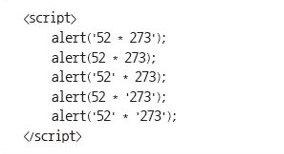 <script>
alert('52 * 273');
alert(52 * 273);
alert('52' * 273);
alert(52 * '273');
alert('52' * '273');
</script>